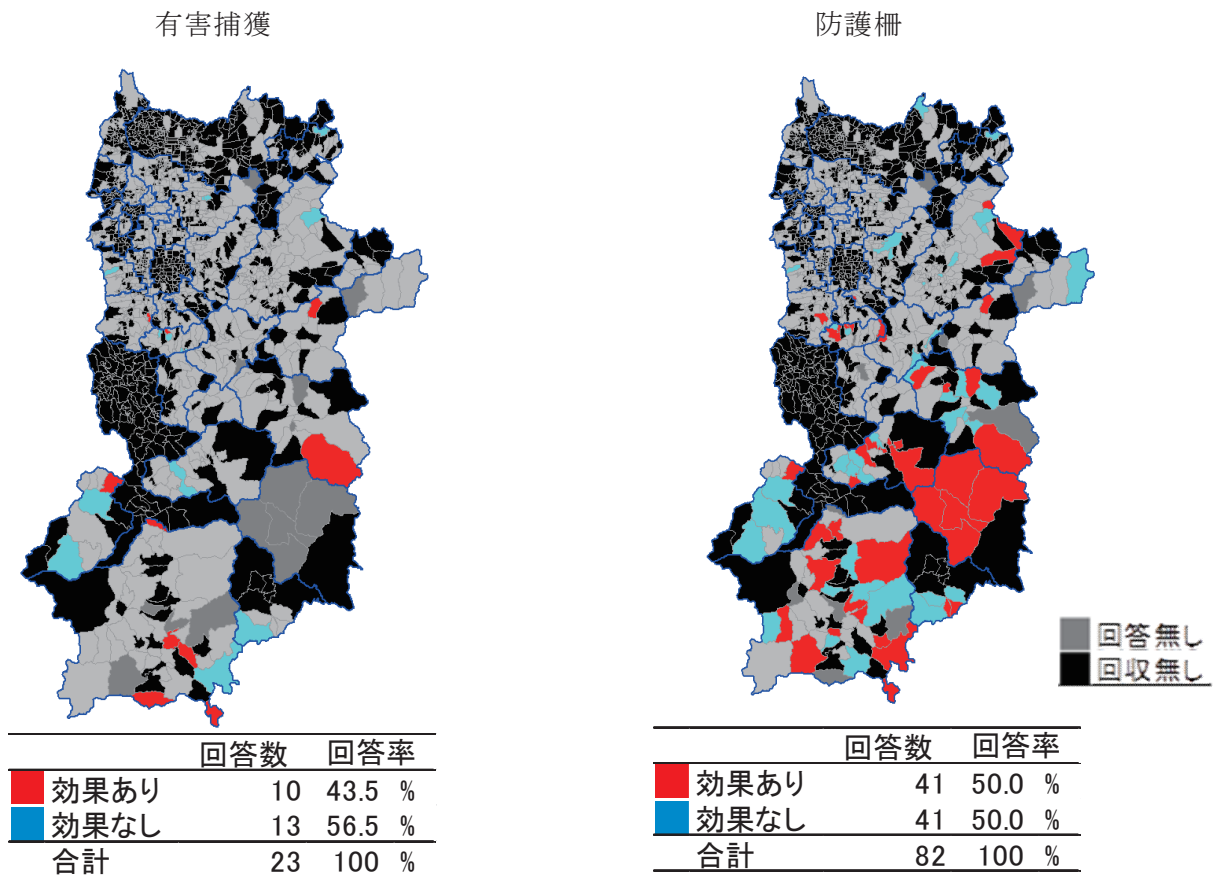 有害捕獲
防護柵
回答無し
回収無し
回答数 回答率
効果あり 10 43.5 %
効果なし 13 56.5 %
合計 23 100 %
回答数 回答率
効果あり 41 50.0 %
効果なし 41 50.0 %
合計 82 100 %